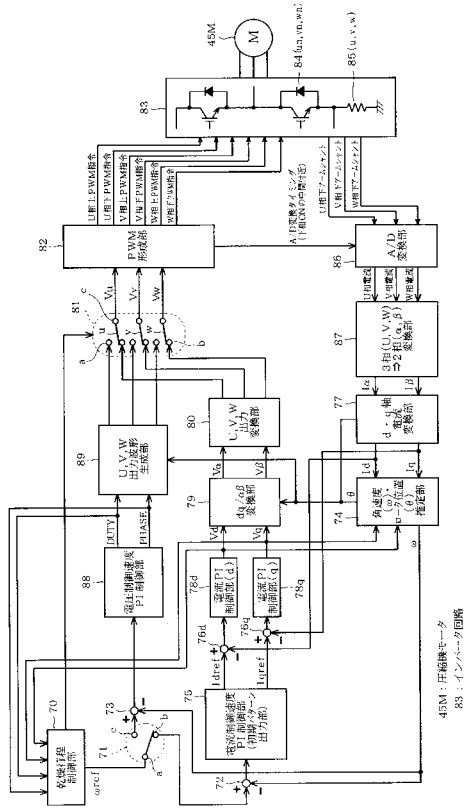 70
乾燥行程
制御部
ωref
71
a
b
c
72
73
88
電圧制御速度
PI制御部
DUTY
PHASE
89
U,V,W
出力波形
生成部
75
電流制御速度
PI制御部
(初期パターン
出力部)
Idref
Iqref
76d
76q
78d
電流PI
制御部(d)
78q
電流PI
制御部(q)
Vd
Vq
79
dq/αβ
変換部
Vα
Vβ
80
U,V,W
出力
変換部
81
a
u
v
w
c
b
Vu
Vv
Vw
82
PWM
形成部
U相上PWM指令
U相下PWM指令
V相上PWM指令
V相下PWM指令
W相上PWM指令
W相下PWM指令
A/D変換タイミング
(下相ONの中間付近)
83
45M
M
84(un,vn,wn)
85(u,v,w)
U相下アームシャント
V相下アームシャント
W相下アームシャント
86
A/D
変換部
U相電流
V相電流
W相電流
87
3相(U,V,W)
⇒2相(α,β)
変換部
Iα
Iβ
77
d・q軸
電流
変換部
Id
Iq
θ
74
角速度
(ω)・
ロータ位置
(θ)
推定部
ω
45M:圧縮機モータ
83:インバータ回路